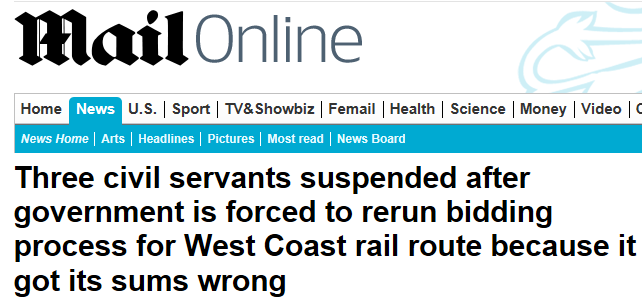 Mail Online
Home News U.S. Sport TV&Showbiz Femail Health Science Money Video
News Home Arts Headlines Pictures Most read News Board
Three civil servants suspended after
government is forced to rerun bidding
process for West Coast rail route because it
got its sums wrong